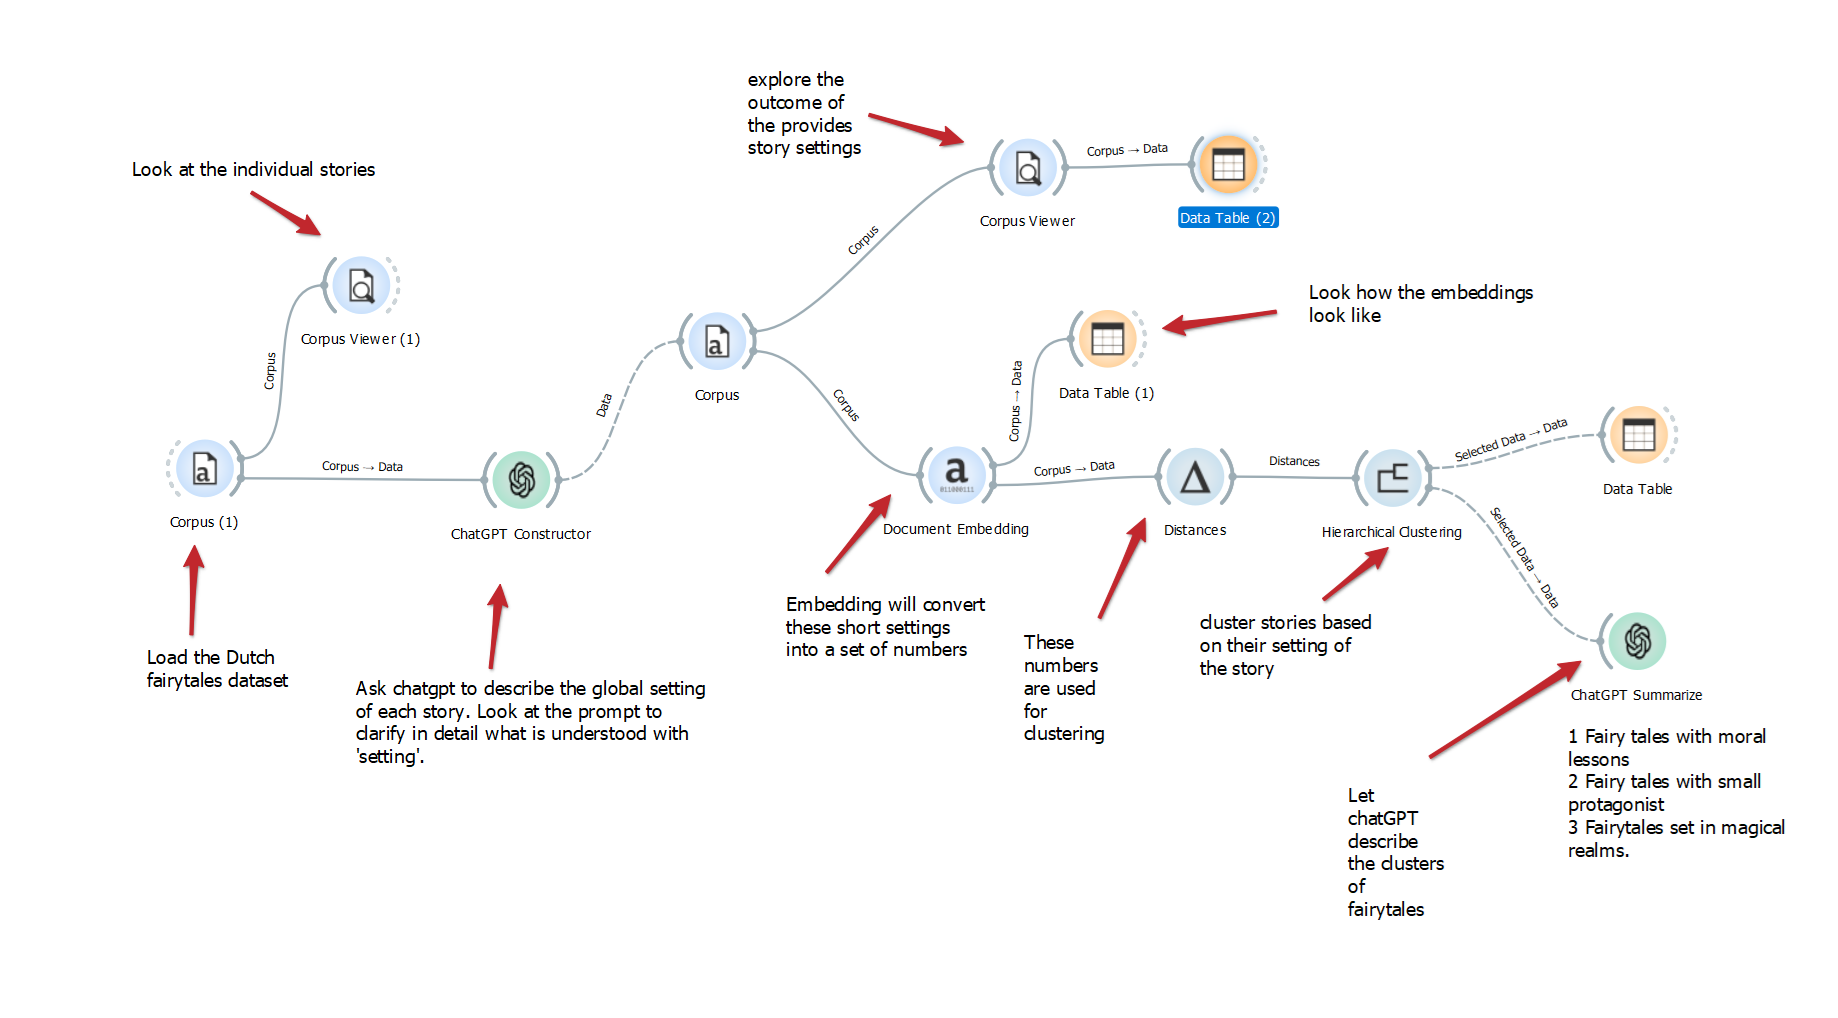 explore the
outcome of
the provides
story settings
Corpus → Data
Look at the individual stories
Corpus Viewer
Data Table (2)
Corpus
Look how the embeddings
look like
Corpus Viewer (1)
Corpus
a
Corpus
Data
Corpus
Corpus → Data
Data Table (1)
Selected Data → Data
Data Table
a
Corpus (1)
Corpus → Data
ChatGPT Constructor
a
011000111
Document Embedding
Corpus → Data
Distances
Distances
Hierarchical Clustering
Selected Data → Data
ChatGPT Summarize
Load the Dutch
fairytales dataset
Ask chatgpt to describe the global setting
of each story. Look at the prompt to
clarify in detail what is understood with
'setting'.
Embedding will convert
these short settings
into a set of numbers
These
numbers
are used
for
clustering
cluster stories based
on their setting of
the story
Let
chatGPT
describe
the clusters
of
fairytales
1 Fairy tales with moral
lessons
2 Fairy tales with small
protagonist
3 Fairytales set in magical
realms.